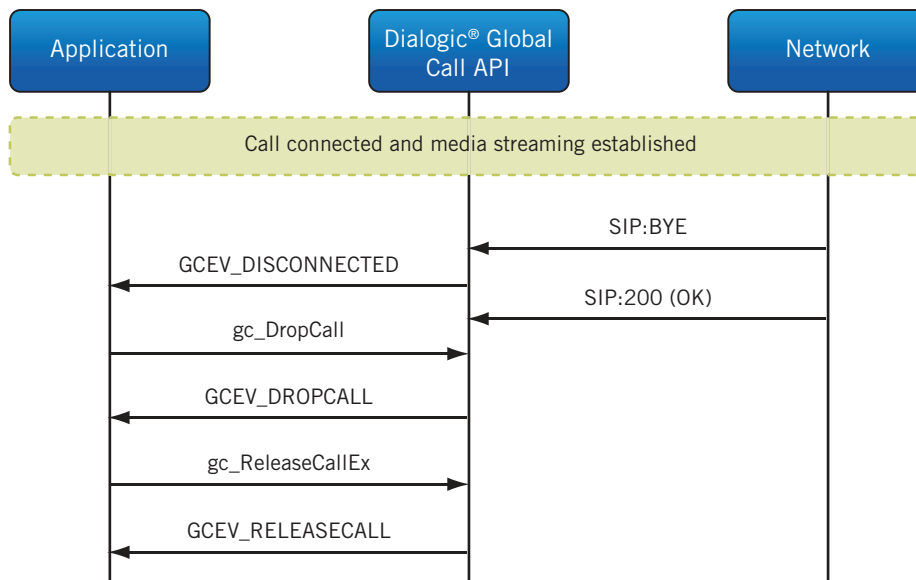 Application
Dialogic® Global
Call API
Network
Call connected and media streaming established
SIP:BYE
GCEV_DISCONNECTED
SIP:200 (OK)
gc_DropCall
GCEV_DROPCALL
gc_ReleaseCallEx
GCEV_RELEASECALL